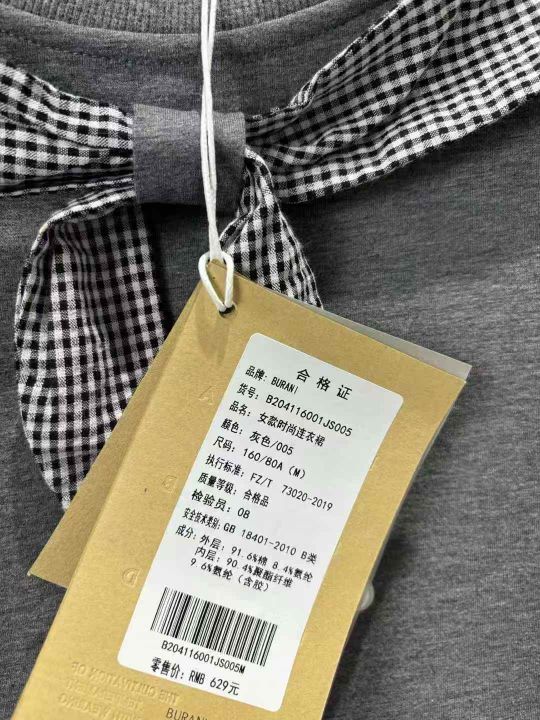 合格证
品牌: BURANI
货号: B204116001JS005
品名: 女款时尚连衣裙
颜色: 灰色/005
尺码: 160/80A (M)
执行标准: FZ/T 73020-2019
质量等级: 合格品
检验员: 08
安全技术类别: GB 18401-2010 B类
成分: 外层: 91.6%棉 8.4%氨纶
内层: 90.4%聚酯纤维
9.6%氨纶 (含胶)
B204116001JS005M
零售价: RMB 629元